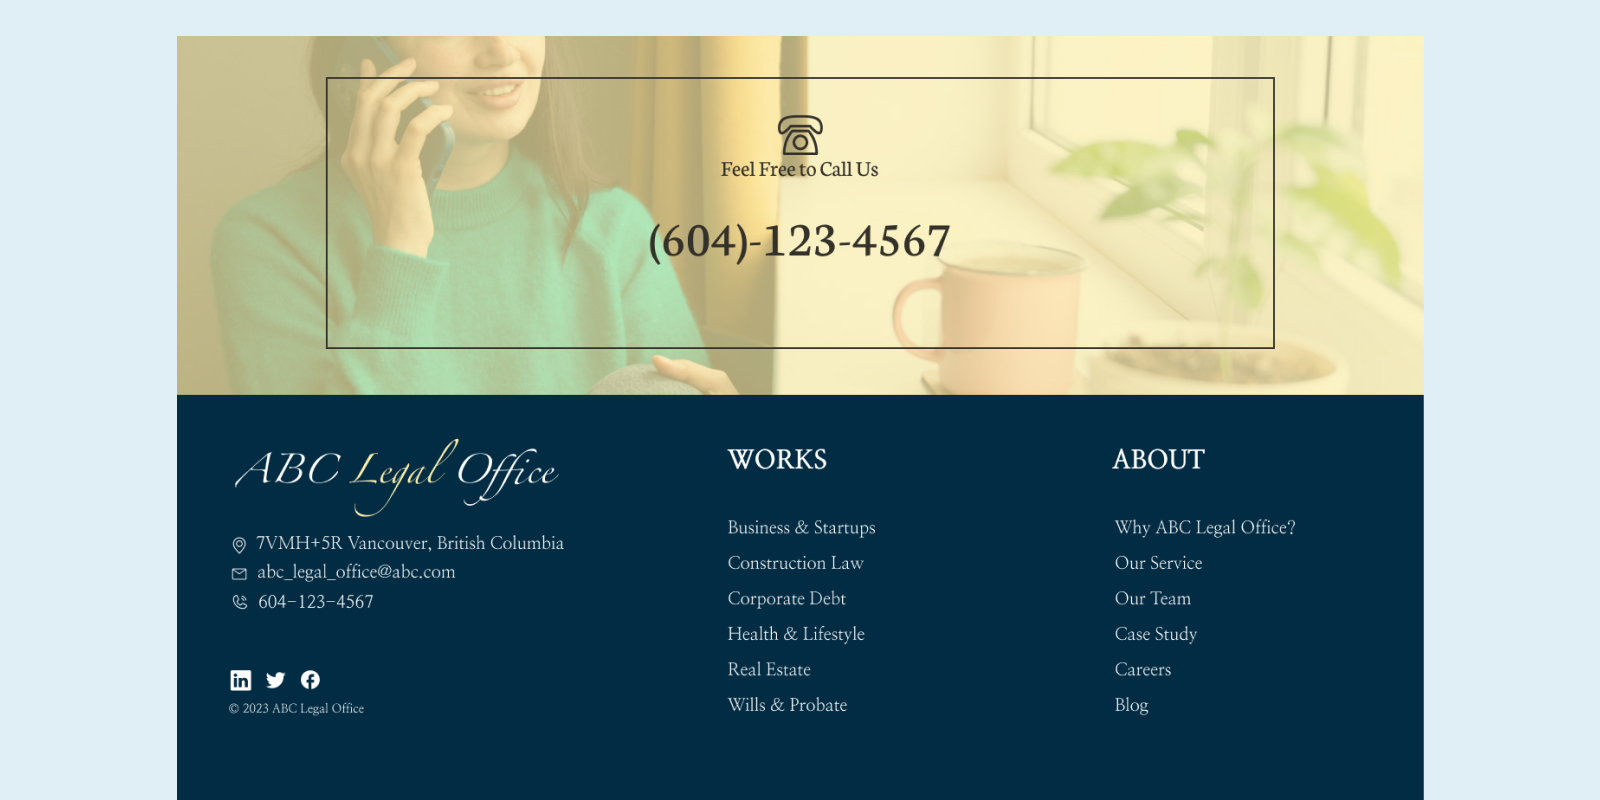 Feel Free to Call Us
(604)-123-4567
ABC Legal Office
7VMH+5R Vancouver, British Columbia
abc_legal_office@abc.com
604-123-4567
in
© 2023 ABC Legal Office
WORKS
Business & Startups
Construction Law
Corporate Debt
Health & Lifestyle
Real Estate
Wills & Probate
ABOUT
Why ABC Legal Office?
Our Service
Our Team
Case Study
Careers
Blog